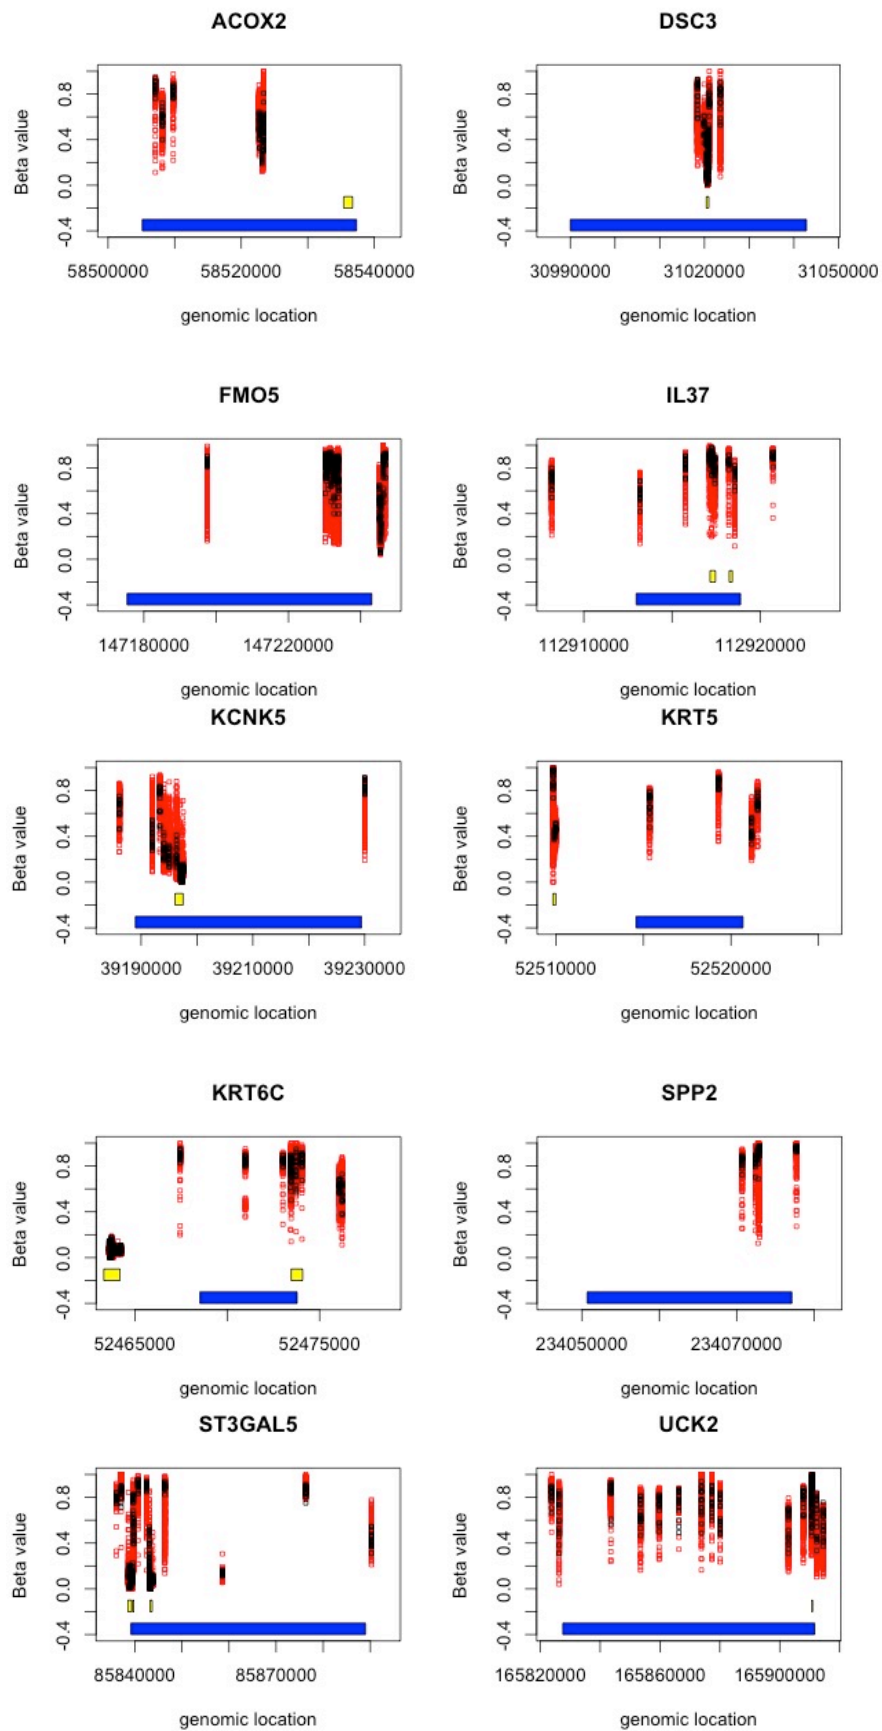 ACOX2 DSC3
Beta value 0.8 0.4 0.0 -0.4 Beta value 0.8 0.4 0.0 -0.4
58500000 58520000 58540000 30990000 31020000 31050000
genomic location genomic location
FMO5 IL37
Beta value 0.8 0.4 0.0 -0.4 Beta value 0.8 0.4 0.0 -0.4
147180000 147220000 112910000 112920000
genomic location genomic location
KCNK5 KRT5
Beta value 0.8 0.4 0.0 -0.4 Beta value 0.8 0.4 0.0 -0.4
39190000 39210000 39230000 52510000 52520000
genomic location genomic location
KRT6C SPP2
Beta value 0.8 0.4 0.0 -0.4 Beta value 0.8 0.4 0.0 -0.4
52465000 52475000 234050000 234070000
genomic location genomic location
ST3GAL5 UCK2
Beta value 0.8 0.4 0.0 -0.4 Beta value 0.8 0.4 0.0 -0.4
85840000 85870000 165820000 165860000 165900000
genomic location genomic location